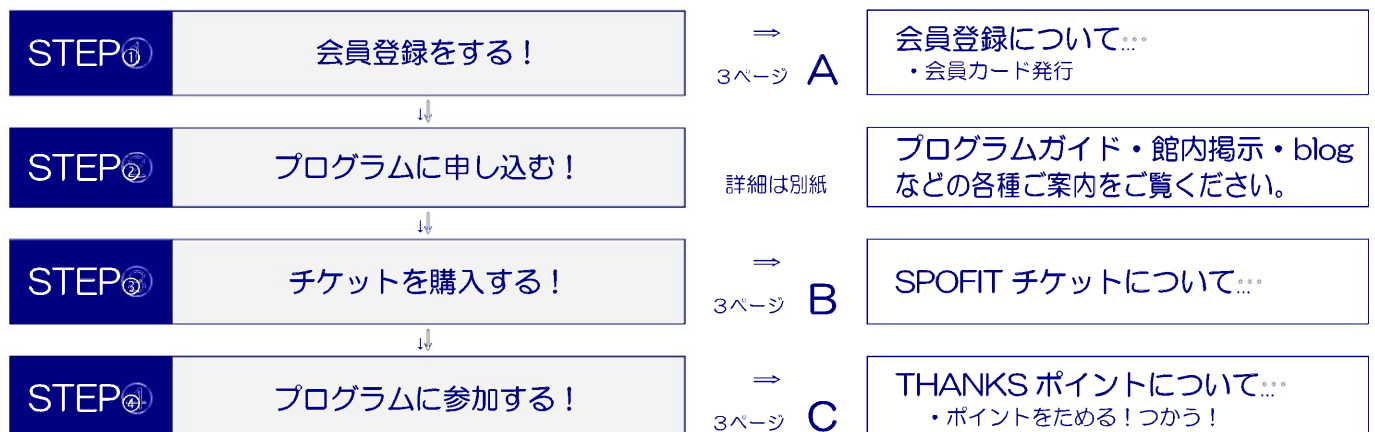 STEP① 会員登録をする！ ⇒ 会員登録について…
3ページ A ・会員カード発行
↓
STEP② プログラムに申し込む！ 詳細は別紙 プログラムガイド・館内掲示・blog
などの各種ご案内をご覧ください。
↓
STEP③ チケットを購入する！ ⇒ SPOFIT チケットについて…
3ページ B
↓
STEP④ プログラムに参加する！ ⇒ THANKS ポイントについて…
3ページ C ・ポイントをためる！つかう！